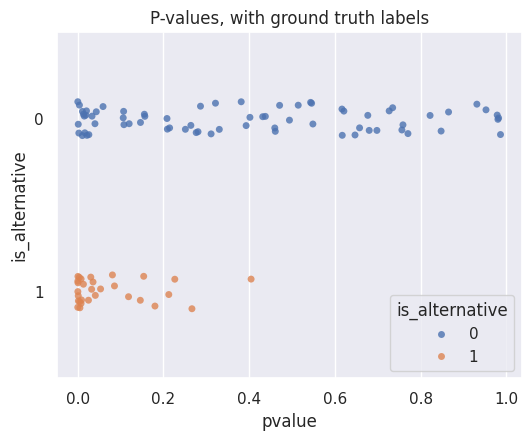 P-values, with ground truth labels
is_alternative
0
1
is_alternative
0
1
0.0 0.2 0.4 0.6 0.8 1.0
pvalue